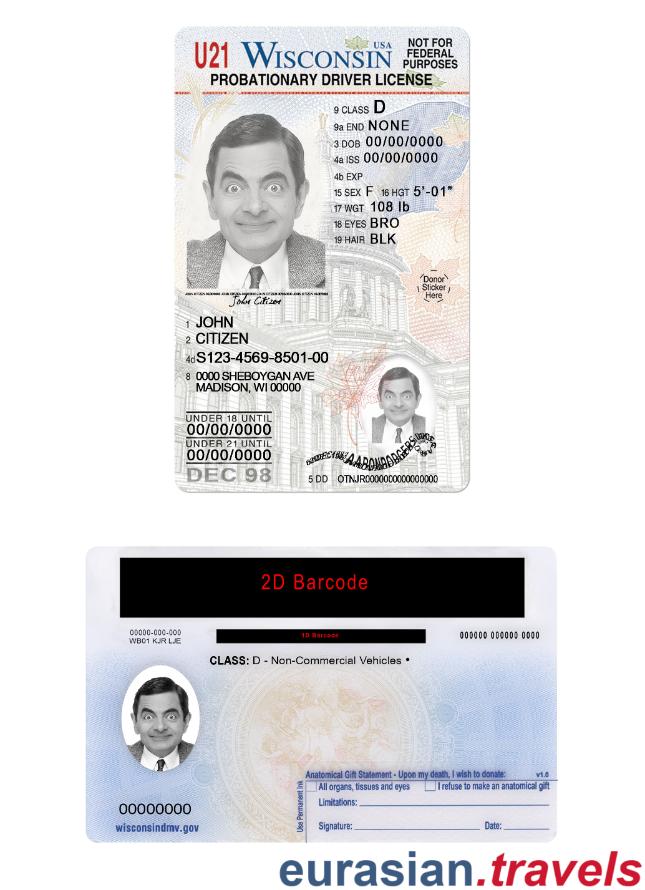 U21 WISCONSIN USA
NOT FOR
FEDERAL
PURPOSES
PROBATIONARY DRIVER LICENSE
9 CLASS D
9a END NONE
3 DOB 00/00/0000
4a ISS 00/00/0000
4b EXP
15 SEX F 16 HGT 5'-01"
17 WGT 108 lb
18 EYES BRO
19 HAIR BLK
Donor
Sticker
Here
John Citizen
1 JOHN
2 CITIZEN
4d S123-4569-8501-00
8 0000 SHEBOYGAN AVE
MADISON, WI 00000
UNDER 18 UNTIL
00/00/0000
UNDER 21 UNTIL
00/00/0000
DEC 98
5 DD OTNJR0000000000000000
2D Barcode
00000-000-000
WB01 KJR LJE
1D Barcode
000000 000000 0000
CLASS: D - Non-Commercial Vehicles •
Anatomical Gift Statement - Upon my death, I wish to donate: v1.6
All organs, tissues and eyes I refuse to make an anatomical gift
Limitations:
Signature: Date:
Use Permanent Ink
00000000
wisconsindmv.gov
eurasian.travels